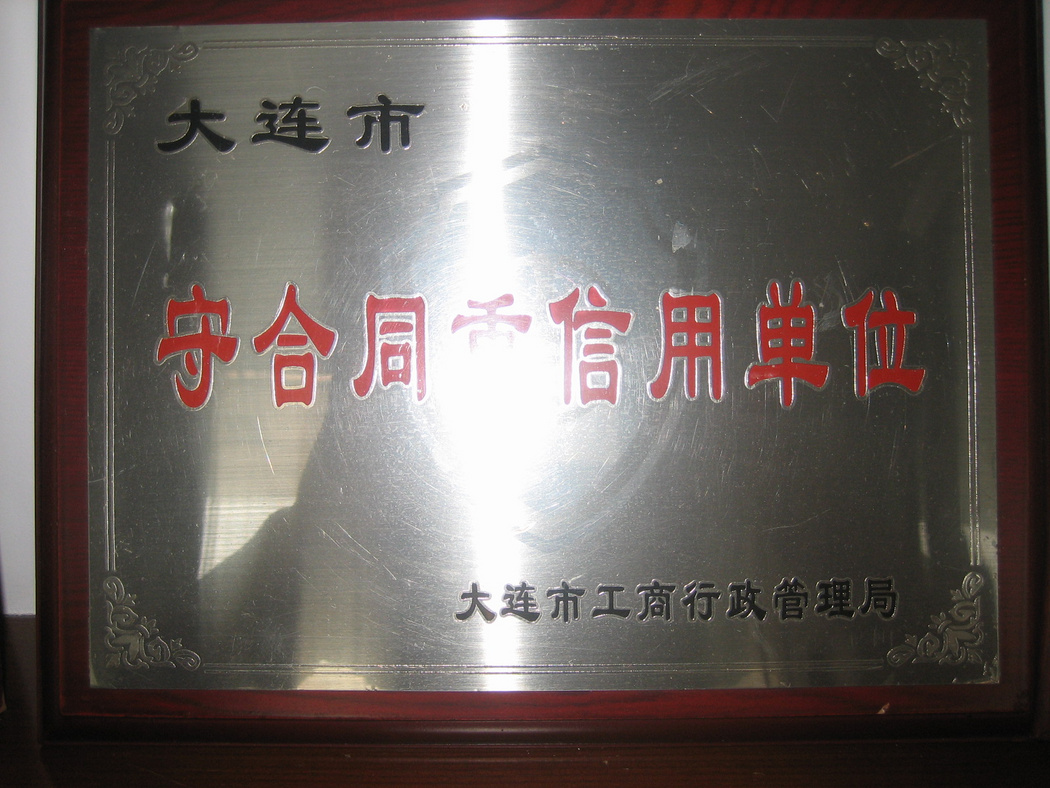 大连市
守合同重信用单位
大连市工商行政管理局